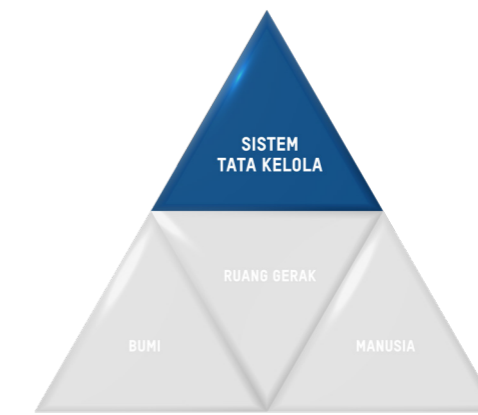 SISTEM
TATA KELOLA
RUANG GERAK
BUMI
MANUSIA